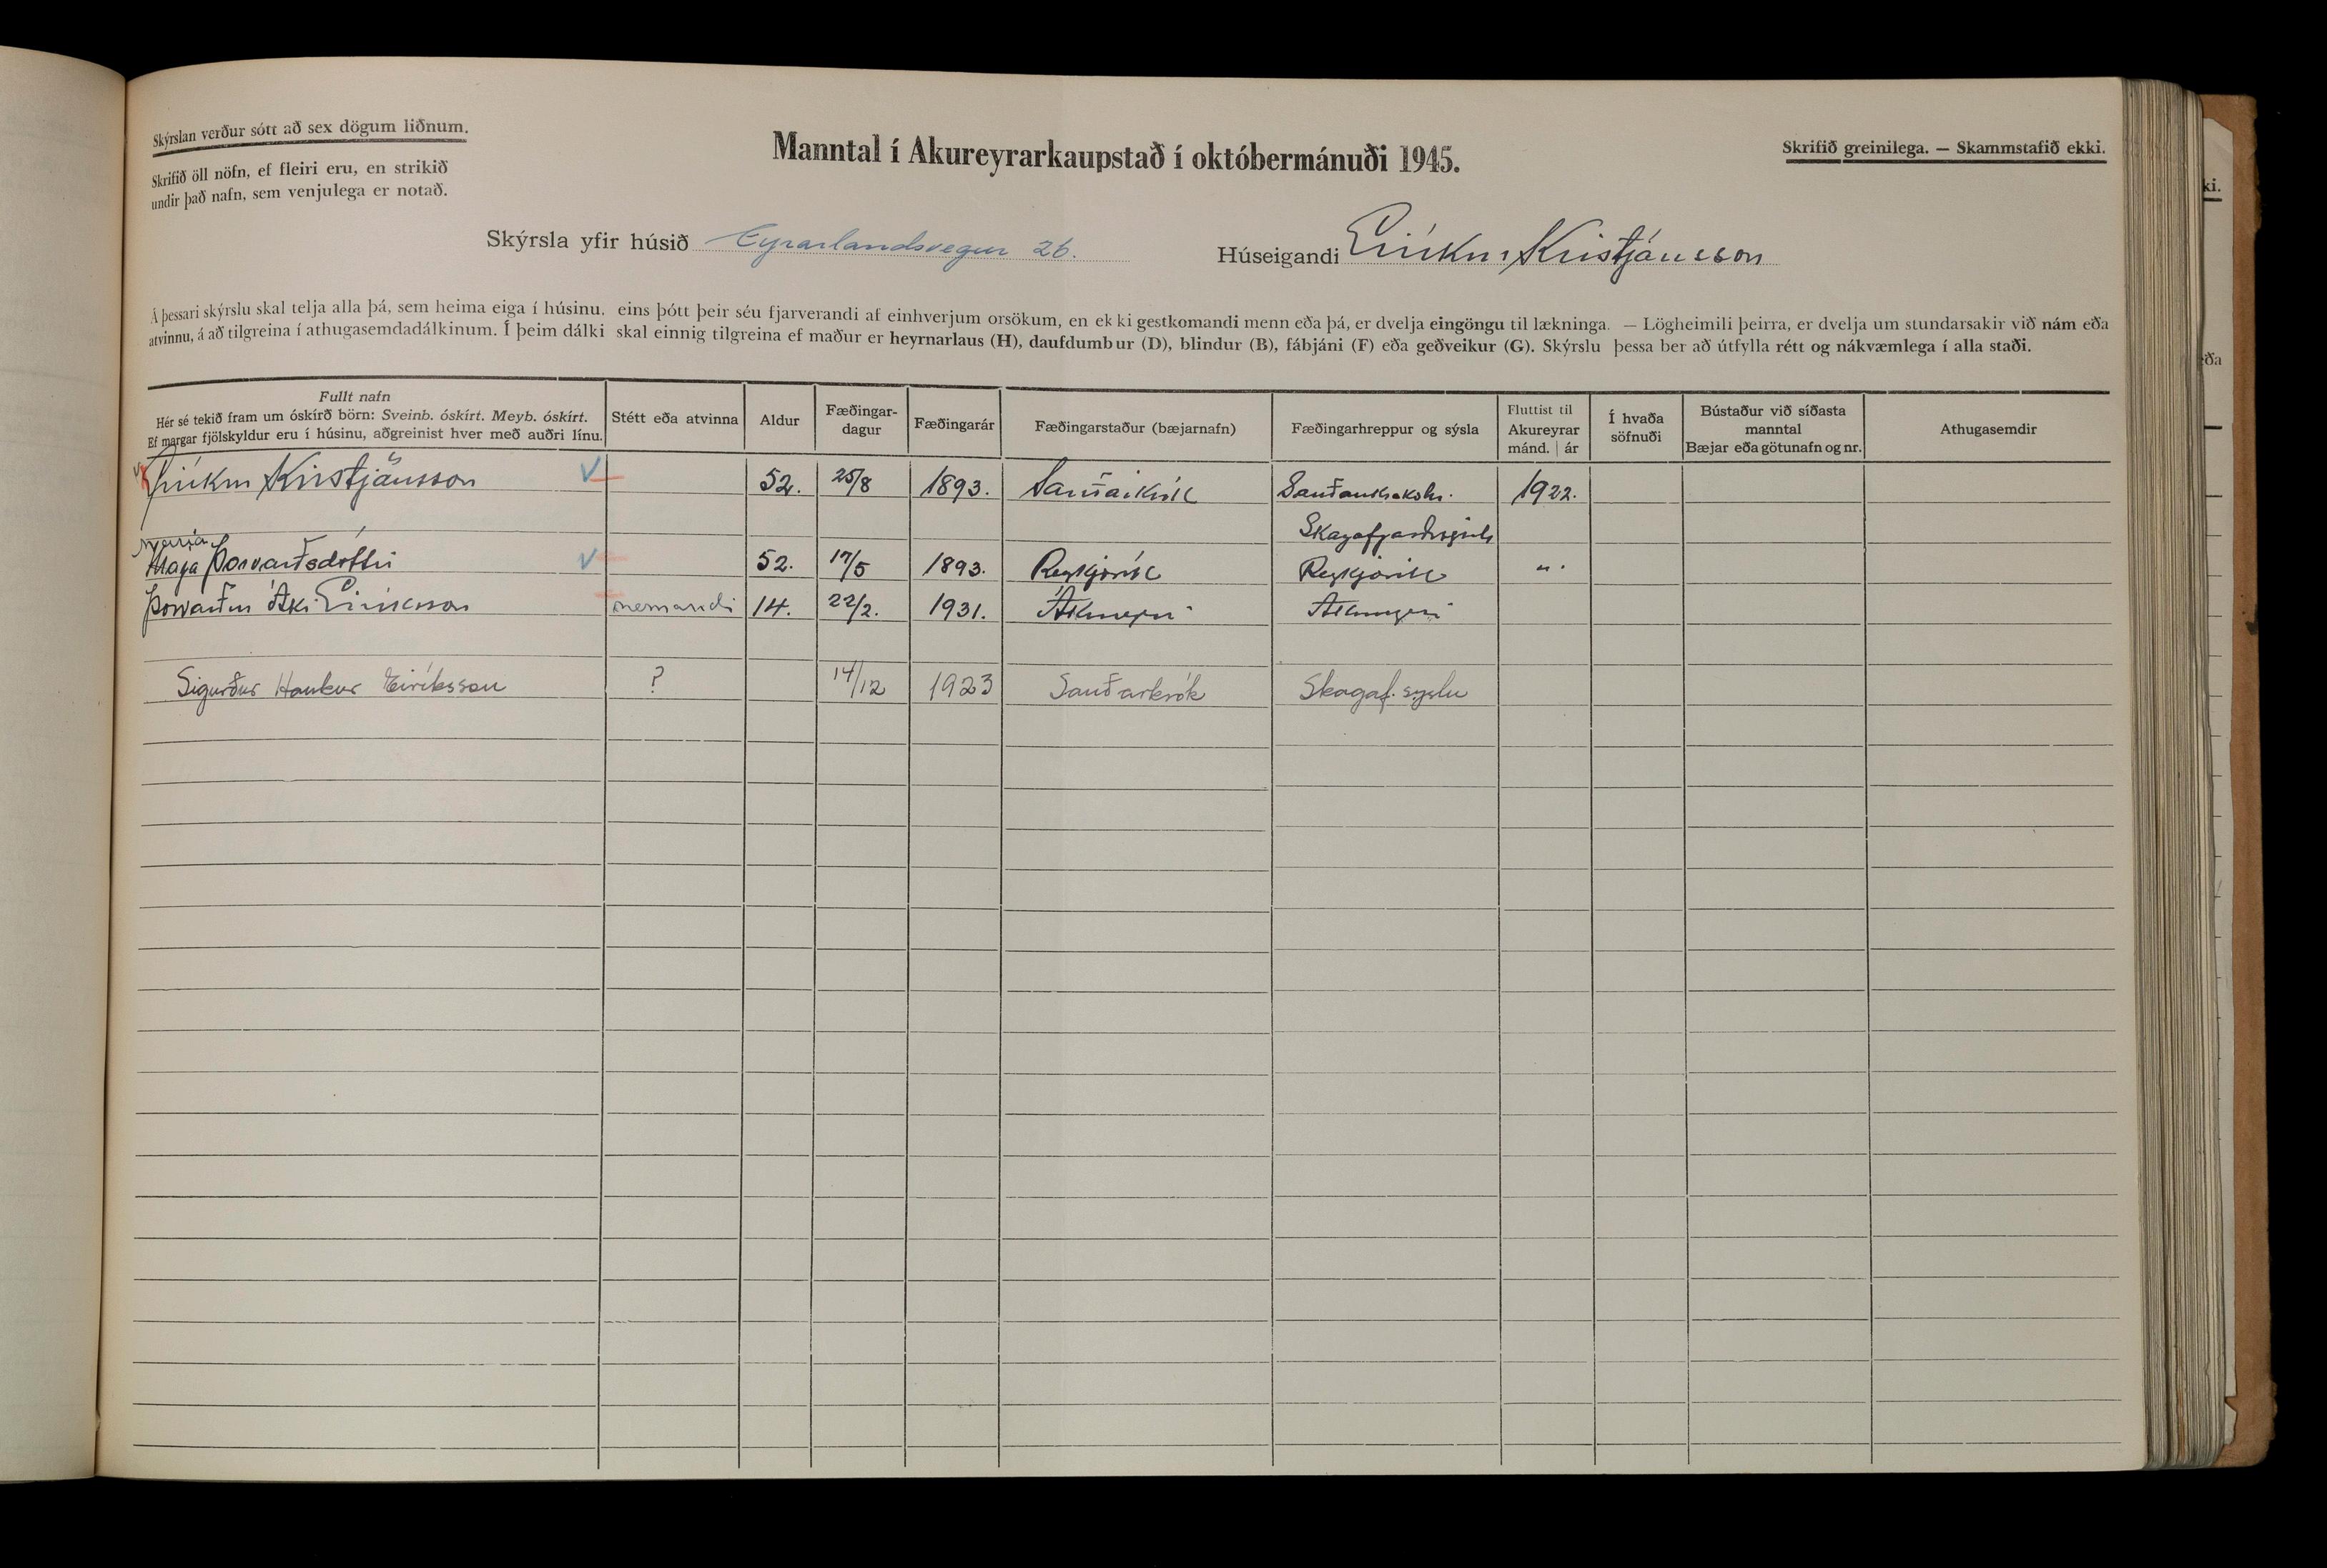 Skýrslan verður sótt að sex dögum liðnum.
Skrifið öll nöfn, ef fleiri eru, en strikið
undir það nafn, sem venjulega er notað.
Manntal í Akureyrarkaupstað í októbermánuði 1945.
Skrifið greinilega. — Skammstafið ekki.
Skýrsla yfir húsið Eyrarlandsvegur 26.
Húseigandi Eiríkur Kristjánsson
Á þessari skýrslu skal telja alla þá, sem heima eiga í húsinu, eins þótt þeir séu fjarverandi af einhverjum orsökum, en ekki gestkomandi menn eða þá, er dvelja eingöngu til lækninga. — Lögheimili þeirra, er dvelja um stundarsakir við nám eða
atvinnu, á að tilgreina í athugasemdadálkinum. Í þeim dálki skal einnig tilgreina ef maður er heyrnarlaus (H), daufdumbur (D), blindur (B), fábjáni (F) eða geðveikur (G). Skýrslu þessa ber að útfylla rétt og nákvæmlega í alla staði.
Fullt nafn
Hér sé tekið fram um óskírð börn: Sveinb. óskírt. Meyb. óskírt.
Ef margar fjölskyldur eru í húsinu, aðgreinist hver með auðri línu.
Stétt eða atvinna
Aldur
Fæðingar-
dagur
Fæðingarár
Fæðingarstaður (bæjarnafn)
Fæðingarhreppur og sýsla
Fluttist til
Akureyrar
mánd. | ár
Í hvaða
söfnuði
Bústaður við síðasta
manntal
Bæjar eða götunafn og nr.
Athugasemdir
Eiríkur Kristjánsson 52. 25/8 1893. Sauðárkrók 1922.
María
Þorvarðsdóttir 52. 17/5 1893. Reykjavík Reykjavík "
Þorvarður Áki Eiríksson nemandi 14. 22/2. 1931. Akureyri Akureyri
Sigurður Haukur Eiríksson ? 14/12 1923 Sauðarkrók Skagaf. syslu
ki.
eða